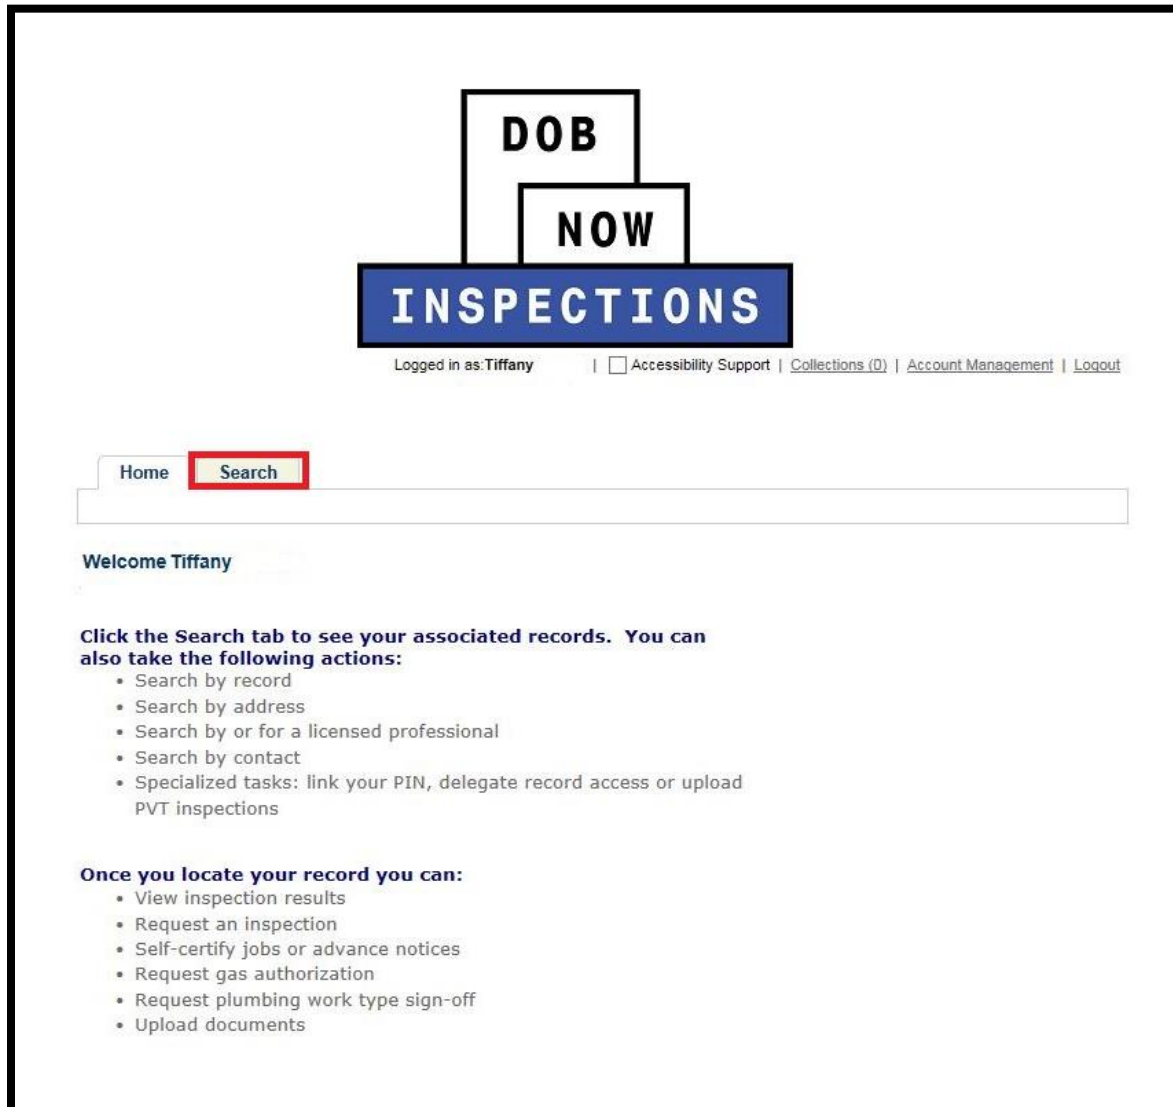 DOB
NOW
INSPECTIONS
Logged in as:Tiffany | Accessibility Support | Collections (0) | Account Management | Logout
Home Search
Welcome Tiffany
Click the Search tab to see your associated records. You can
also take the following actions:
• Search by record
• Search by address
• Search by or for a licensed professional
• Search by contact
• Specialized tasks: link your PIN, delegate record access or upload
PVT inspections
Once you locate your record you can:
• View inspection results
• Request an inspection
• Self-certify jobs or advance notices
• Request gas authorization
• Request plumbing work type sign-off
• Upload documents